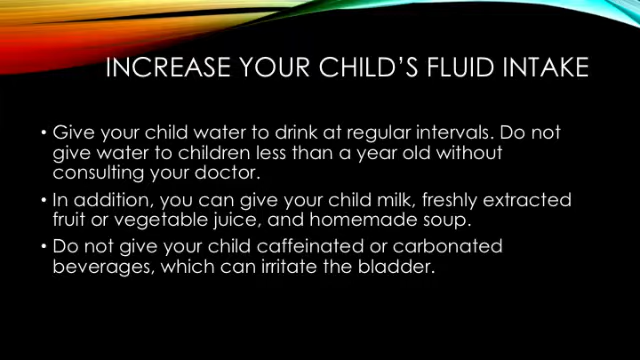 INCREASE YOUR CHILD'S FLUID INTAKE
• Give your child water to drink at regular intervals. Do not
give water to children less than a year old without
consulting your doctor.
• In addition, you can give your child milk, freshly extracted
fruit or vegetable juice, and homemade soup.
• Do not give your child caffeinated or carbonated
beverages, which can irritate the bladder.